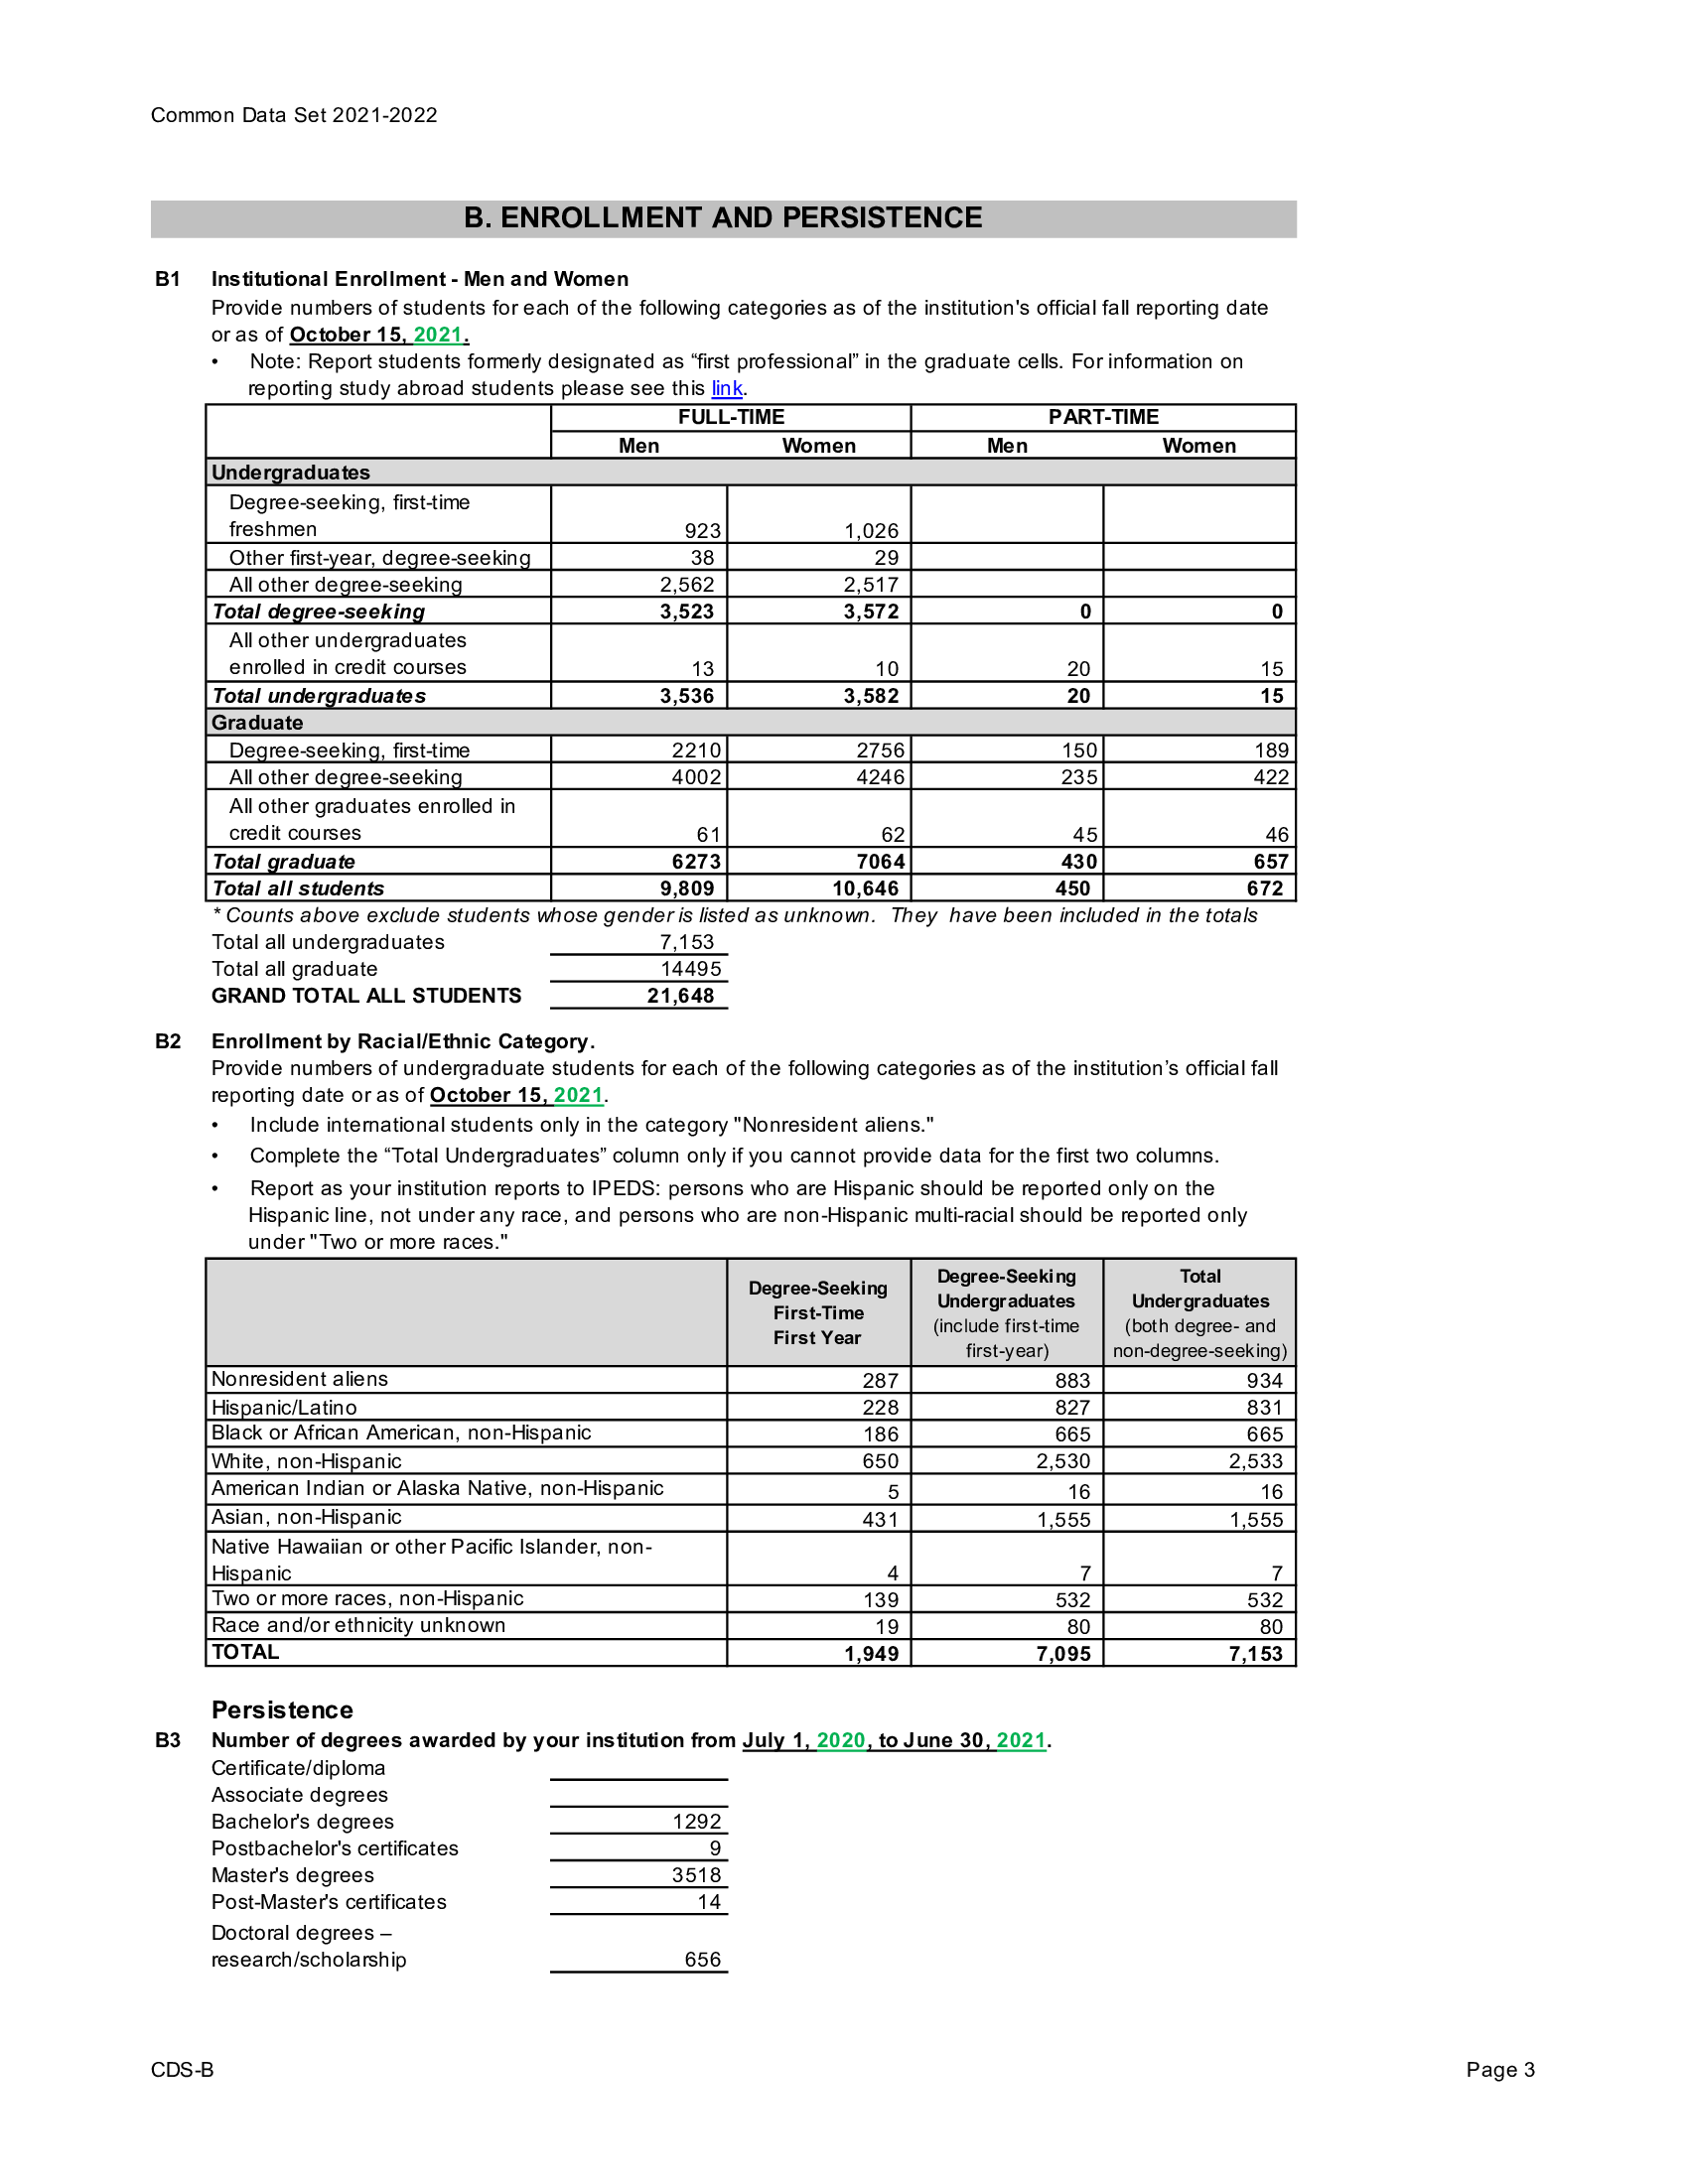 Common Data Set 2021-2022
B. ENROLLMENT AND PERSISTENCE
B1 Institutional Enrollment - Men and Women
Provide numbers of students for each of the following categories as of the institution's official fall reporting date
or as of October 15, 2021.
• Note: Report students formerly designated as “first professional” in the graduate cells. For information on
reporting study abroad students please see this link.
FULL-TIME PART-TIME
Men Women Men Women
Undergraduates
Degree-seeking, first-time
freshmen 923 1,026
Other first-year, degree-seeking 38 29
All other degree-seeking 2,562 2,517
Total degree-seeking 3,523 3,572 0 0
All other undergraduates
enrolled in credit courses 13 10 20 15
Total undergraduates 3,536 3,582 20 15
Graduate
Degree-seeking, first-time 2210 2756 150 189
All other degree-seeking 4002 4246 235 422
All other graduates enrolled in
credit courses 61 62 45 46
Total graduate 6273 7064 430 657
Total all students 9,809 10,646 450 672
* Counts above exclude students whose gender is listed as unknown. They have been included in the totals
Total all undergraduates 7,153
Total all graduate 14495
GRAND TOTAL ALL STUDENTS 21,648
B2 Enrollment by Racial/Ethnic Category.
Provide numbers of undergraduate students for each of the following categories as of the institution’s official fall
reporting date or as of October 15, 2021.
• Include international students only in the category "Nonresident aliens."
• Complete the “Total Undergraduates” column only if you cannot provide data for the first two columns.
• Report as your institution reports to IPEDS: persons who are Hispanic should be reported only on the
Hispanic line, not under any race, and persons who are non-Hispanic multi-racial should be reported only
under "Two or more races."
Degree-Seeking
First-Time
First Year
Degree-Seeking
Undergraduates
(include first-time
first-year)
Total
Undergraduates
(both degree- and
non-degree-seeking)
Nonresident aliens 287 883 934
Hispanic/Latino 228 827 831
Black or African American, non-Hispanic 186 665 665
White, non-Hispanic 650 2,530 2,533
American Indian or Alaska Native, non-Hispanic 5 16 16
Asian, non-Hispanic 431 1,555 1,555
Native Hawaiian or other Pacific Islander, non-
Hispanic 4 7 7
Two or more races, non-Hispanic 139 532 532
Race and/or ethnicity unknown 19 80 80
TOTAL 1,949 7,095 7,153
Persistence
B3 Number of degrees awarded by your institution from July 1, 2020, to June 30, 2021.
Certificate/diploma
Associate degrees
Bachelor's degrees 1292
Postbachelor's certificates 9
Master's degrees 3518
Post-Master's certificates 14
Doctoral degrees –
research/scholarship 656
CDS-B Page 3